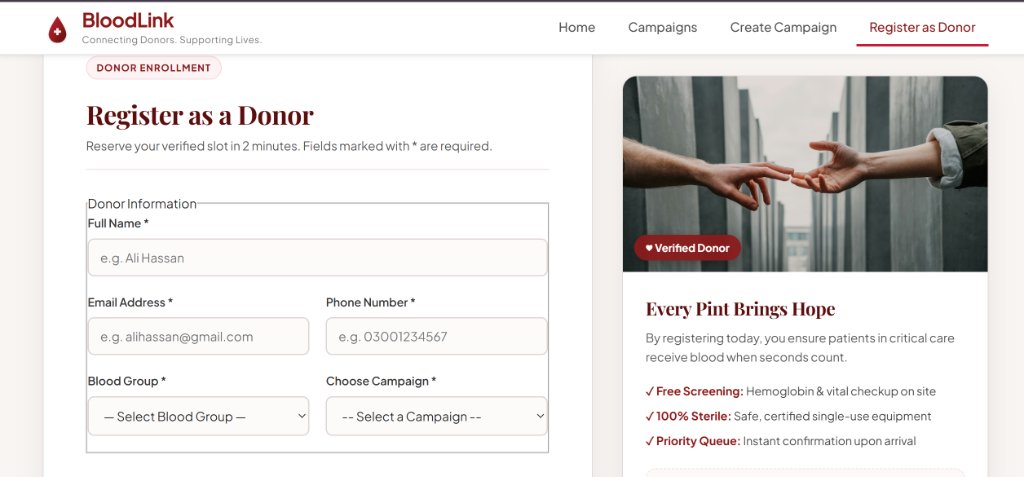 BloodLink
Connecting Donors. Supporting Lives.
Home
Campaigns
Create Campaign
Register as Donor
DONOR ENROLLMENT
Register as a Donor
Reserve your verified slot in 2 minutes. Fields marked with * are required.
Donor Information
Full Name *
e.g. Ali Hassan
Email Address *
Phone Number *
e.g. alihassan@gmail.com
e.g. 03001234567
Blood Group *
Choose Campaign *
— Select Blood Group —
-- Select a Campaign --
♥ Verified Donor
Every Pint Brings Hope
By registering today, you ensure patients in critical care
receive blood when seconds count.
✓ Free Screening: Hemoglobin & vital checkup on site
✓ 100% Sterile: Safe, certified single-use equipment
✓ Priority Queue: Instant confirmation upon arrival